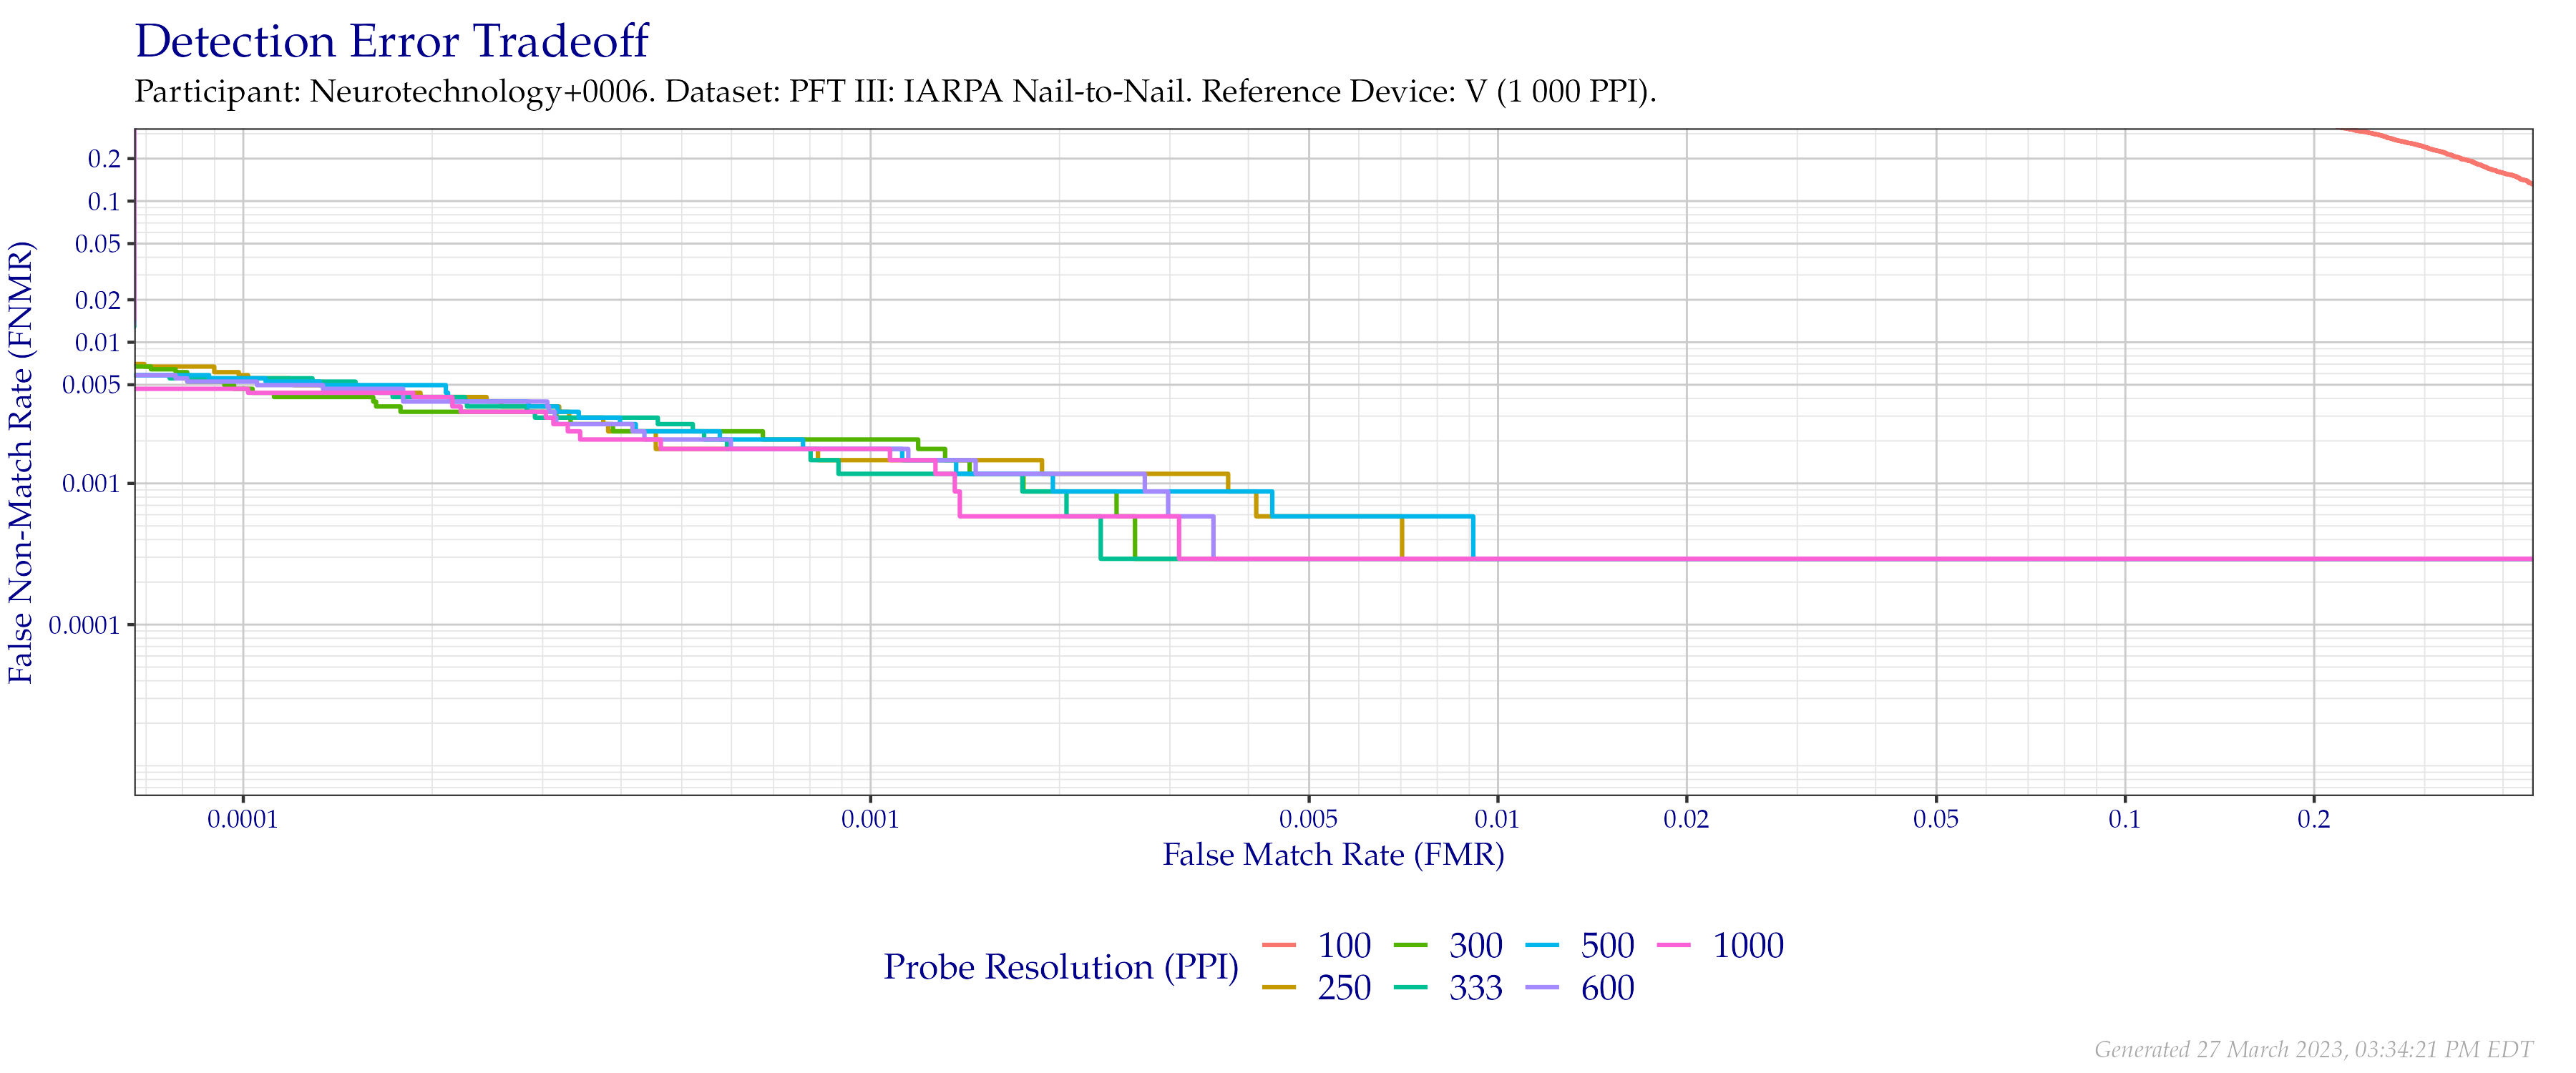 Detection Error Tradeoff
Participant: Neurotechnology+0006. Dataset: PFT III: IARPA Nail-to-Nail. Reference Device: V (1 000 PPI).
False Non-Match Rate (FNMR)
0.2
0.1
0.05
0.02
0.01
0.005
0.001
0.0001
0.0001 0.001 0.005 0.01 0.02 0.05 0.1 0.2
False Match Rate (FMR)
Probe Resolution (PPI)
100 300 500 1000
250 333 600
Generated 27 March 2023, 03:34:21 PM EDT